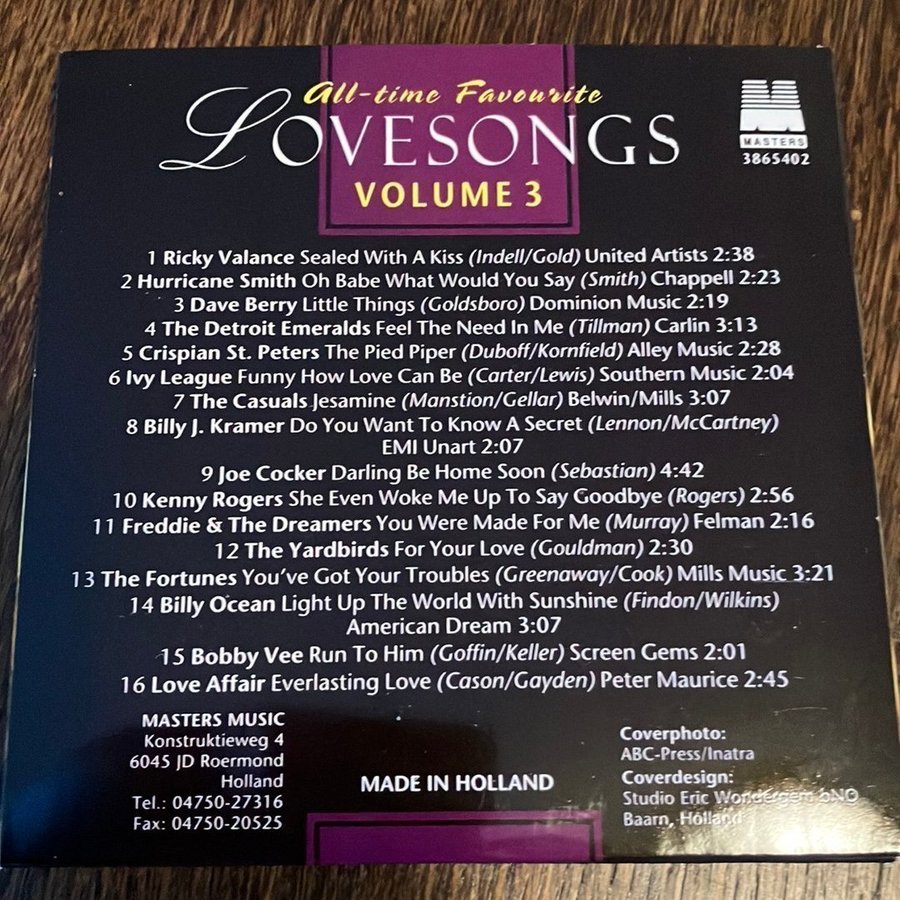 All-time Favourite
LOVESONGS
VOLUME 3
MASTERS
3865402
1 Ricky Valance Sealed With A Kiss (Indell/Gold) United Artists 2:38
2 Hurricane Smith Oh Babe What Would You Say (Smith) Chappell 2:23
3 Dave Berry Little Things (Goldsboro) Dominion Music 2:19
4 The Detroit Emeralds Feel The Need In Me (Tillman) Carlin 3:13
5 Crispian St. Peters The Pied Piper (Duboff/Kornfield) Alley Music 2:28
6 Ivy League Funny How Love Can Be (Carter/Lewis) Southern Music 2:04
7 The Casuals Jesamine (Manstion/Gellar) Belwin/Mills 3:07
8 Billy J. Kramer Do You Want To Know A Secret (Lennon/McCartney)
EMI Unart 2:07
9 Joe Cocker Darling Be Home Soon (Sebastian) 4:42
10 Kenny Rogers She Even Woke Me Up To Say Goodbye (Rogers) 2:56
11 Freddie & The Dreamers You Were Made For Me (Murray) Felman 2:16
12 The Yardbirds For Your Love (Gouldman) 2:30
13 The Fortunes You've Got Your Troubles (Greenaway/Cook) Mills Music 3:21
14 Billy Ocean Light Up The World With Sunshine (Findon/Wilkins)
American Dream 3:07
15 Bobby Vee Run To Him (Goffin/Keller) Screen Gems 2:01
16 Love Affair Everlasting Love (Cason/Gayden) Peter Maurice 2:45
MASTERS MUSIC
Konstruktieweg 4
6045 JD Roermond
Holland
Tel.: 04750-27316
Fax: 04750-20525
MADE IN HOLLAND
Coverphoto:
ABC-Press/Inatra
Coverdesign:
Studio Eric Wondergem bNO
Baarn, Holland